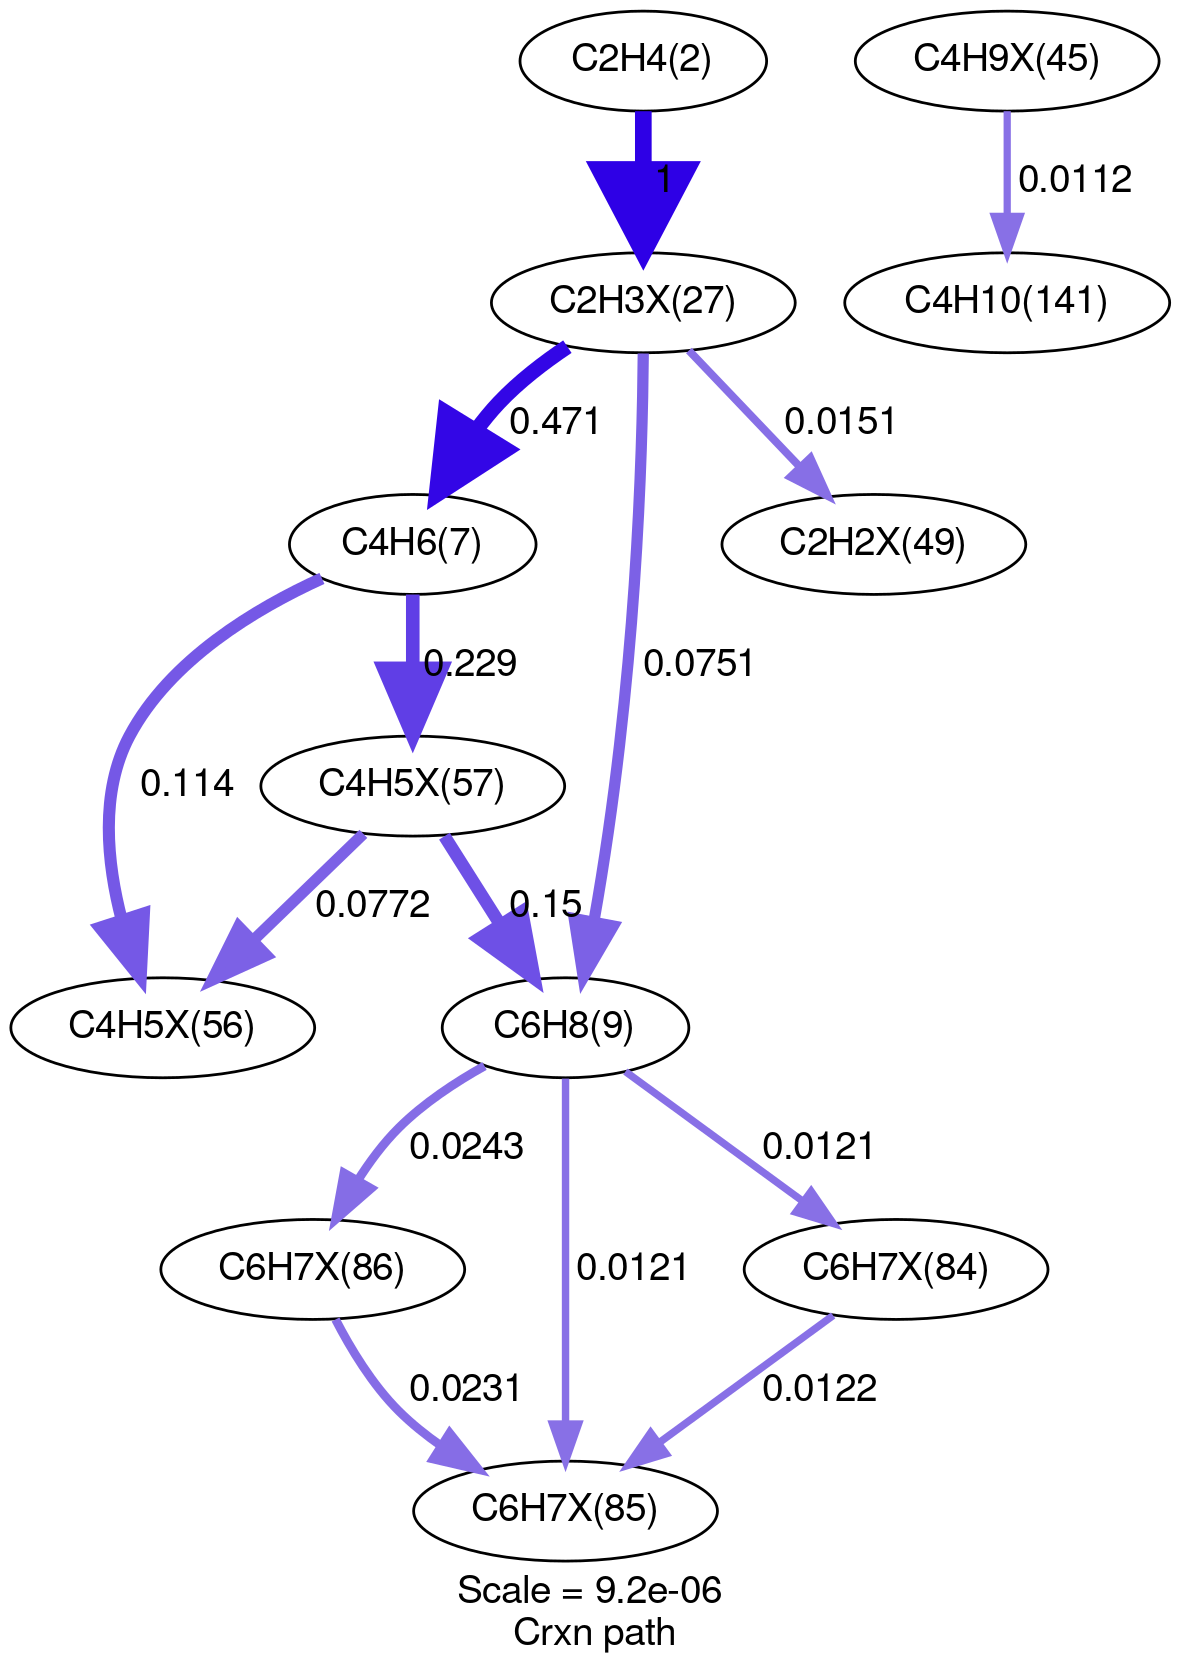 C2H4(2)
C4H9X(45)
1
0.0112
C2H3X(27)
C4H10(141)
0.471
0.0151
C4H6(7)
C2H2X(49)
0.229
0.0751
0.114
C4H5X(57)
0.0772
0.15
C4H5X(56)
C6H8(9)
0.0243
0.0121
C6H7X(86)
0.0121
C6H7X(84)
0.0231
0.0122
C6H7X(85)
Scale = 9.2e-06
Crxn path